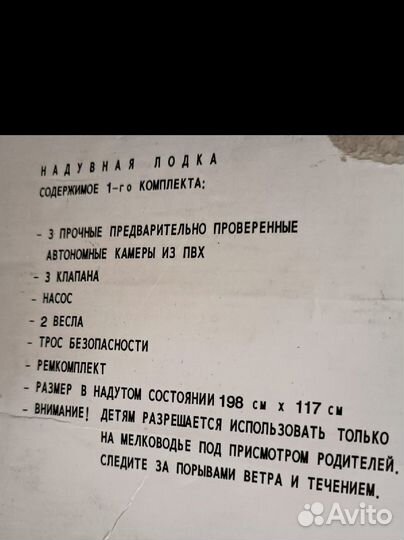 НАДУВНАЯ ЛОДКА
СОДЕРЖИМОЕ 1-го КОМПЛЕКТА:
- 3 ПРОЧНЫЕ ПРЕДВАРИТЕЛЬНО ПРОВЕРЕННЫЕ
АВТОНОМНЫЕ КАМЕРЫ ИЗ ПВХ
- 3 КЛАПАНА
- НАСОС
- 2 ВЕСЛА
- ТРОС БЕЗОПАСНОСТИ
- РЕМКОМПЛЕКТ
- РАЗМЕР В НАДУТОМ СОСТОЯНИИ 198 см х 117 см
- ВНИМАНИЕ! ДЕТЯМ РАЗРЕШАЕТСЯ ИСПОЛЬЗОВАТЬ ТОЛЬКО
НА МЕЛКОВОДЬЕ ПОД ПРИСМОТРОМ РОДИТЕЛЕЙ.
СЛЕДИТЕ ЗА ПОРЫВАМИ ВЕТРА И ТЕЧЕНИЕМ.
Avito